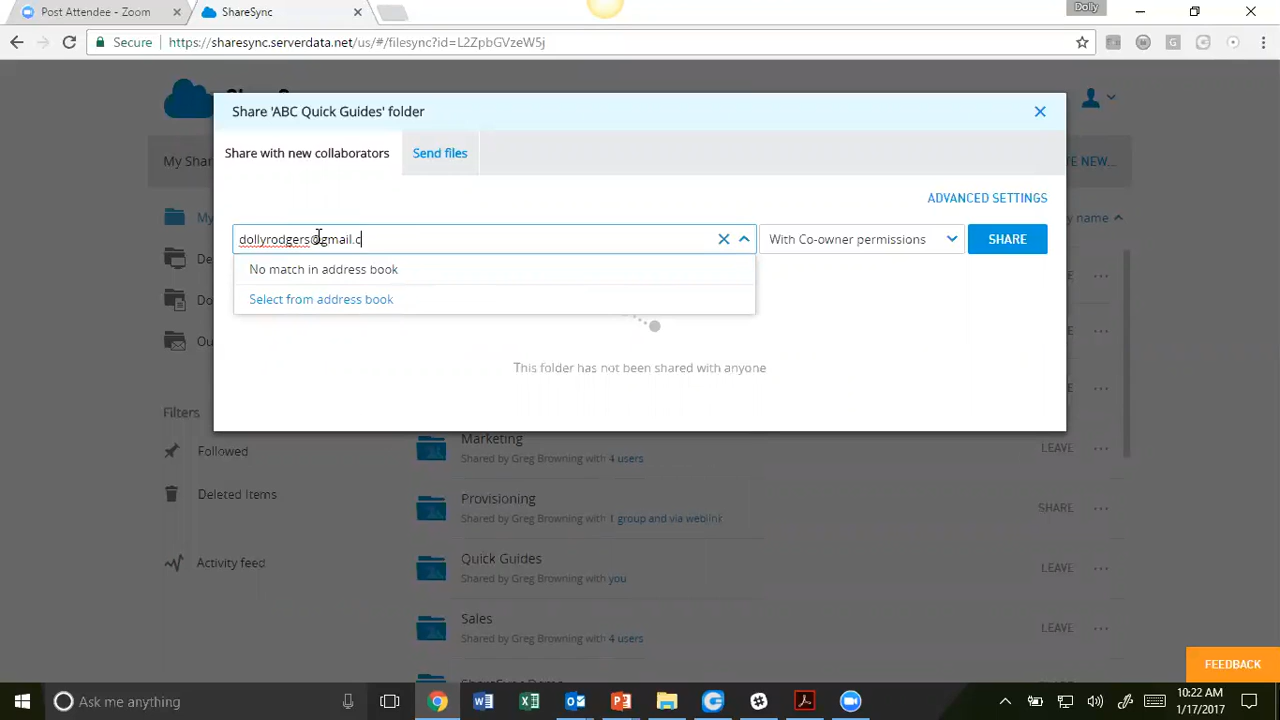 Post Attendee - Zoom
ShareSync
Dolly
Secure
https://sharesync.serverdata.net/us/#/filesync?id=L2ZpbGVzeW5j
Share 'ABC Quick Guides' folder
Share with new collaborators
Send files
My Shar
TE NEW...
ADVANCED SETTINGS
My
y name
dollyrodgers@gmail.c
With Co-owner permissions
SHARE
De
No match in address book
Do
Select from address book
Ou
This folder has not been shared with anyone
Filters
Followed
Marketing
Shared by Greg Browning with 4 users
LEAVE
Deleted Items
Provisioning
Shared by Greg Browning with 1 group and via weblink
SHARE
Activity feed
Quick Guides
Shared by Greg Browning with you
LEAVE
Sales
Shared by Greg Browning with 4 users
LEAVE
FEEDBACK
Ask me anything
10:22 AM
1/17/2017